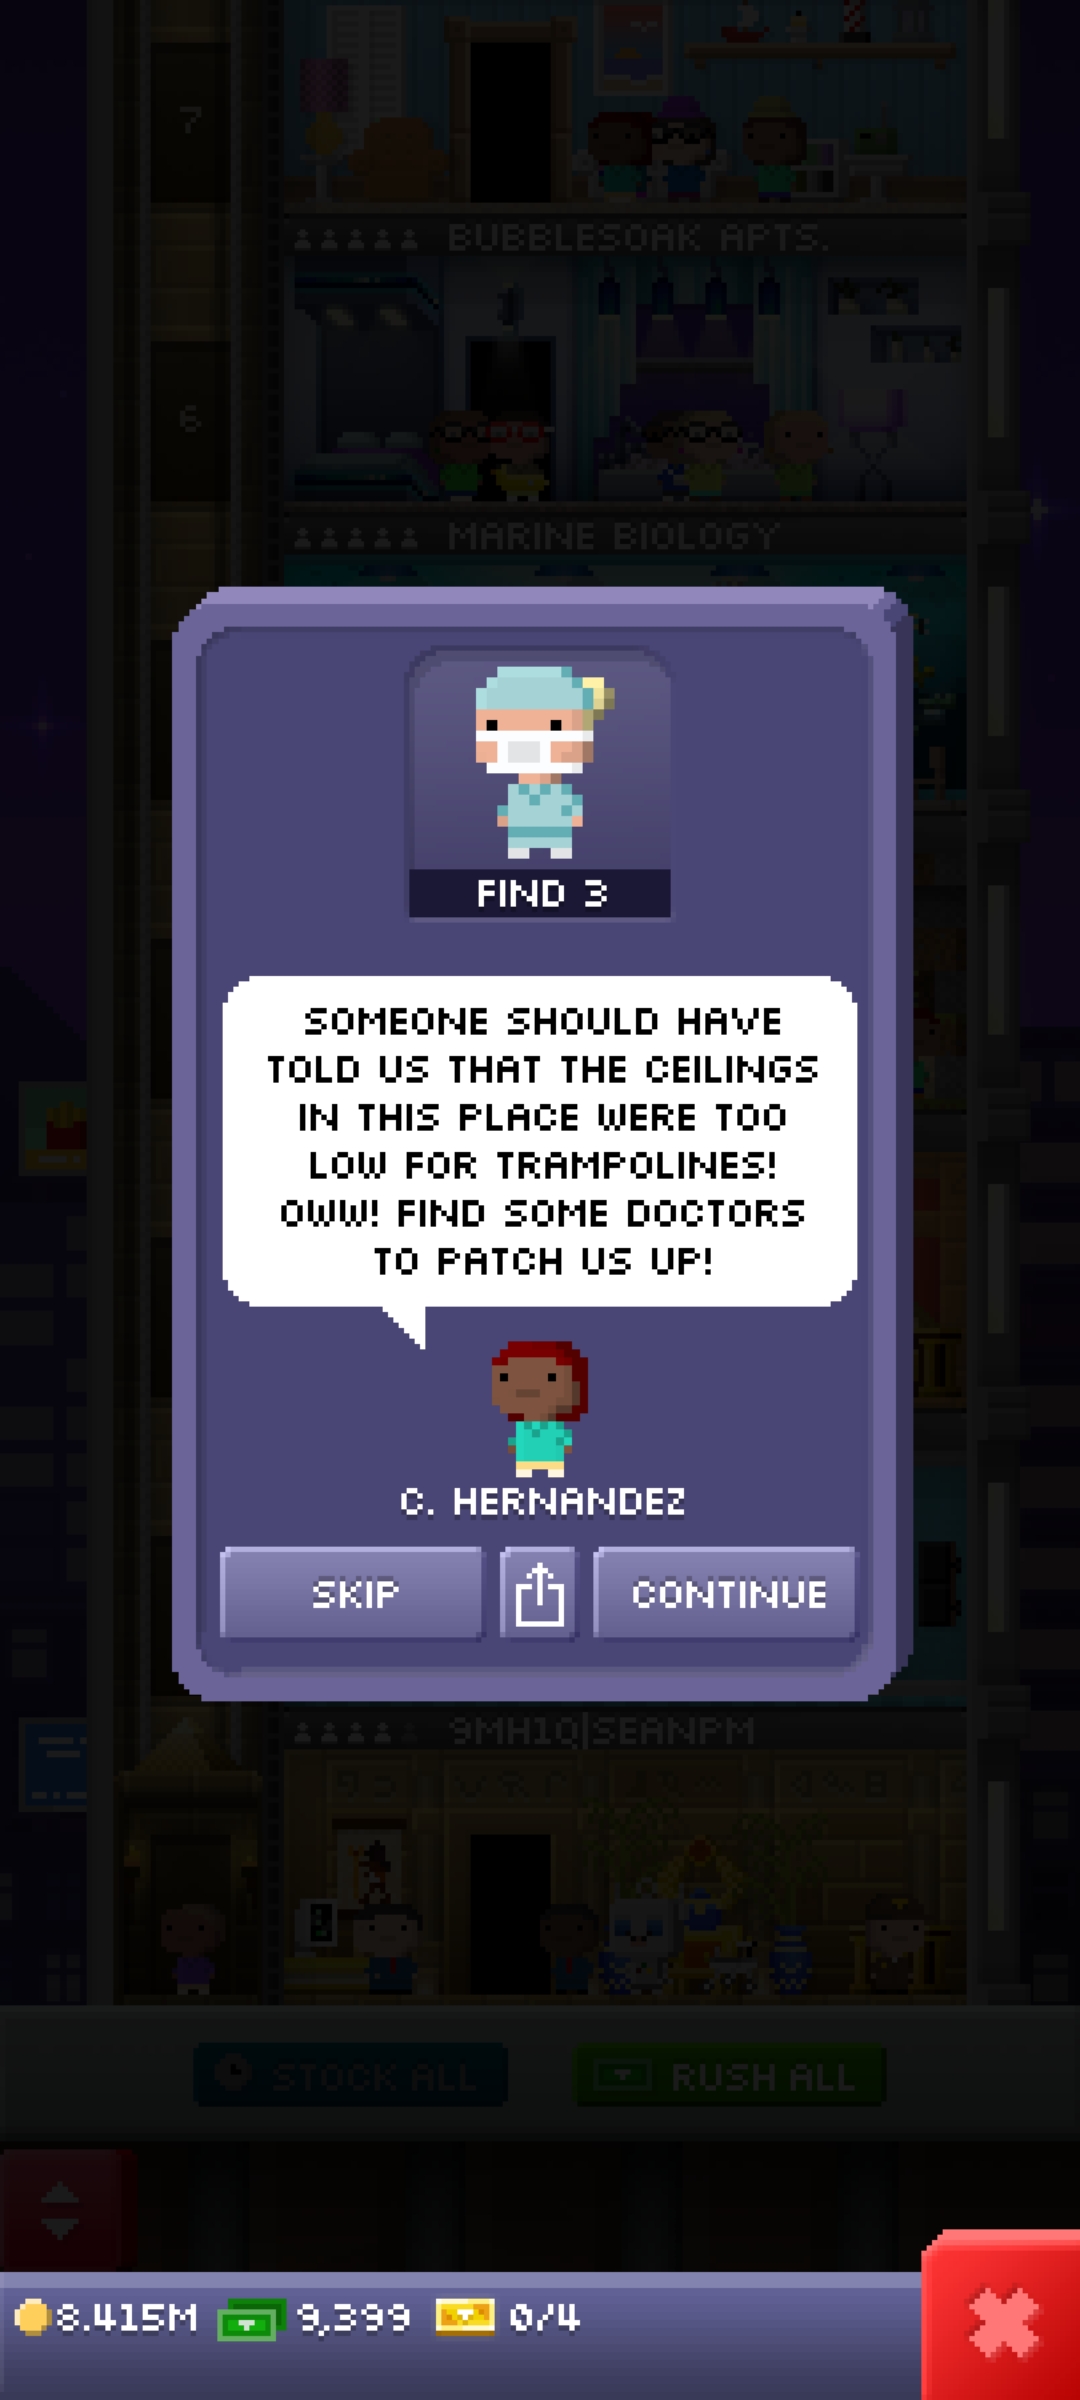 7
BUBBLESOAK APTS.
6
MARINE BIOLOGY
FIND 3
SOMEONE SHOULD HAVE
TOLD US THAT THE CEILINGS
IN THIS PLACE WERE TOO
LOW FOR TRAMPOLINES!
OWW! FIND SOME DOCTORS
TO PATCH US UP!
C. HERNANDEZ
SKIP
CONTINUE
9MH1Q|SEANPM
STOCK ALL
RUSH ALL
8.415M
9,399
0/4